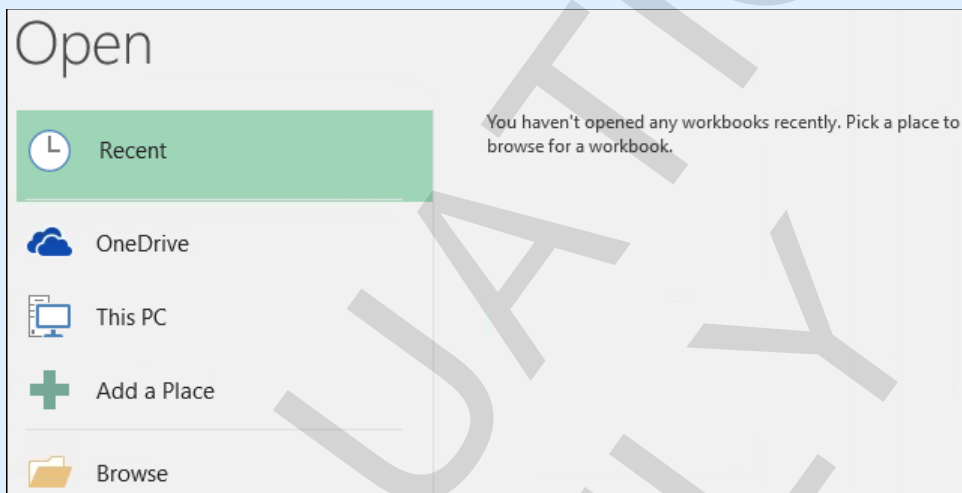 Open
Recent
You haven't opened any workbooks recently. Pick a place to
browse for a workbook.
OneDrive
This PC
Add a Place
Browse